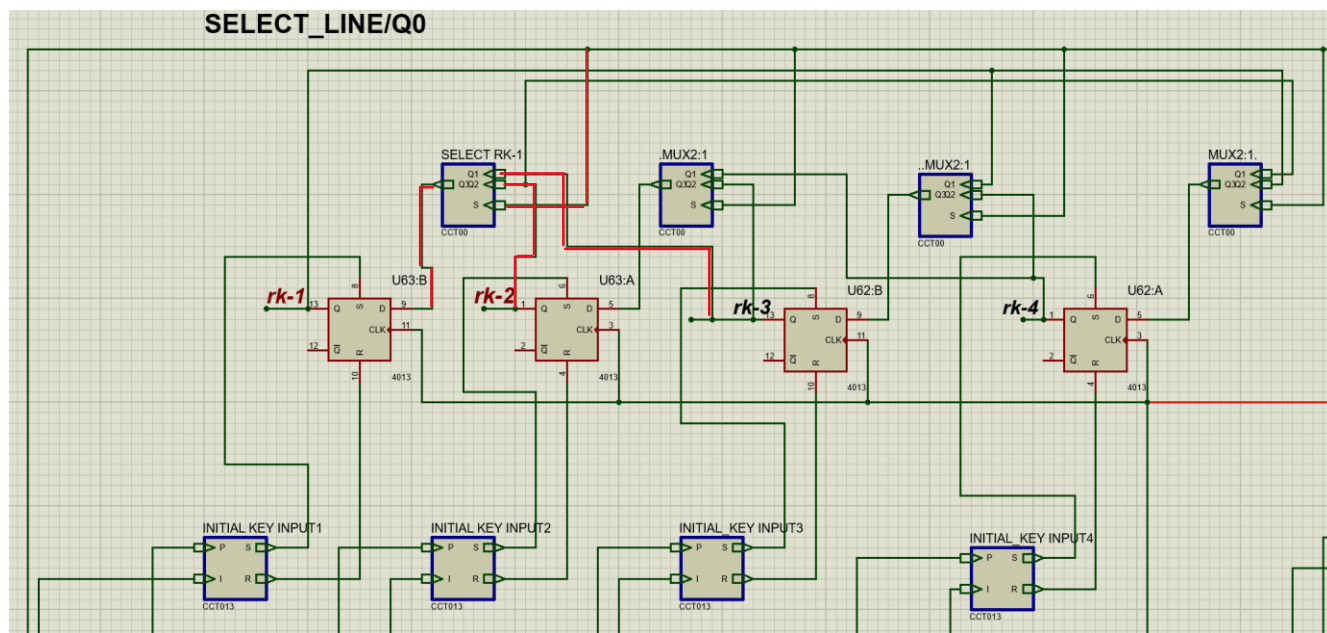 SELECT_LINE/Q0
SELECT RK-1
Q1
Q3Q2
S
CCT00
.MUX2:1
Q1
Q3Q2
S
CCT00
..MUX2:1
Q1
Q3Q2
S
CCT00
MUX2:1.
Q1
Q3Q2
S
CCT00
rk-1
U63:B
8
13
Q
S
D
9
CLK
11
12
Q
R
10
4013
rk-2
U63:A
6
1
Q
S
D
5
CLK
3
2
Q
R
4
4013
rk-3
U62:B
8
13
Q
S
D
9
CLK
11
12
Q
R
10
4013
rk-4
U62:A
6
1
Q
S
D
5
CLK
3
2
Q
R
4
4013
INITIAL KEY INPUT1
P S
I R
CCT013
INITIAL KEY INPUT2
P S
I R
CCT013
INITIAL_KEY INPUT3
P S
I R
CCT013
INITIAL_KEY INPUT4
P S
I R
CCT013